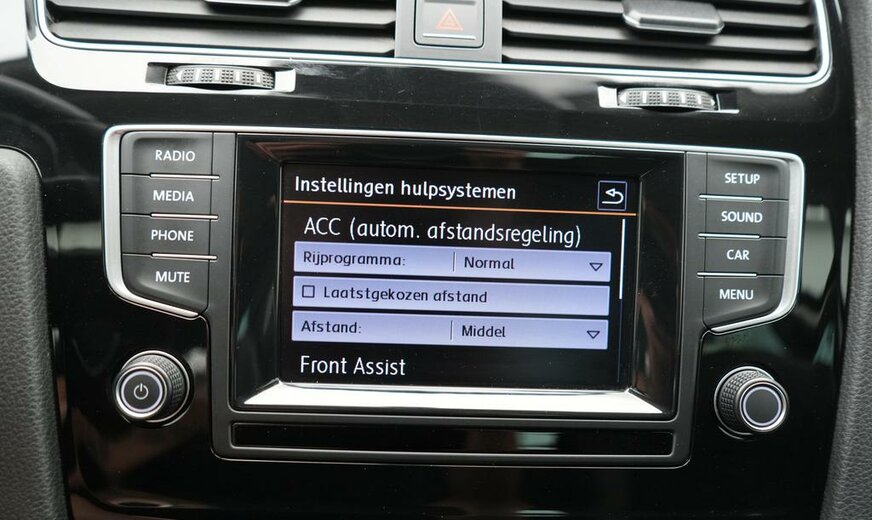 RADIO
MEDIA
PHONE
MUTE
Instellingen hulpsystemen
ACC (autom. afstandsregeling)
Rijprogramma: Normal
Laatstgekozen afstand
Afstand: Middel
Front Assist
SETUP
SOUND
CAR
MENU